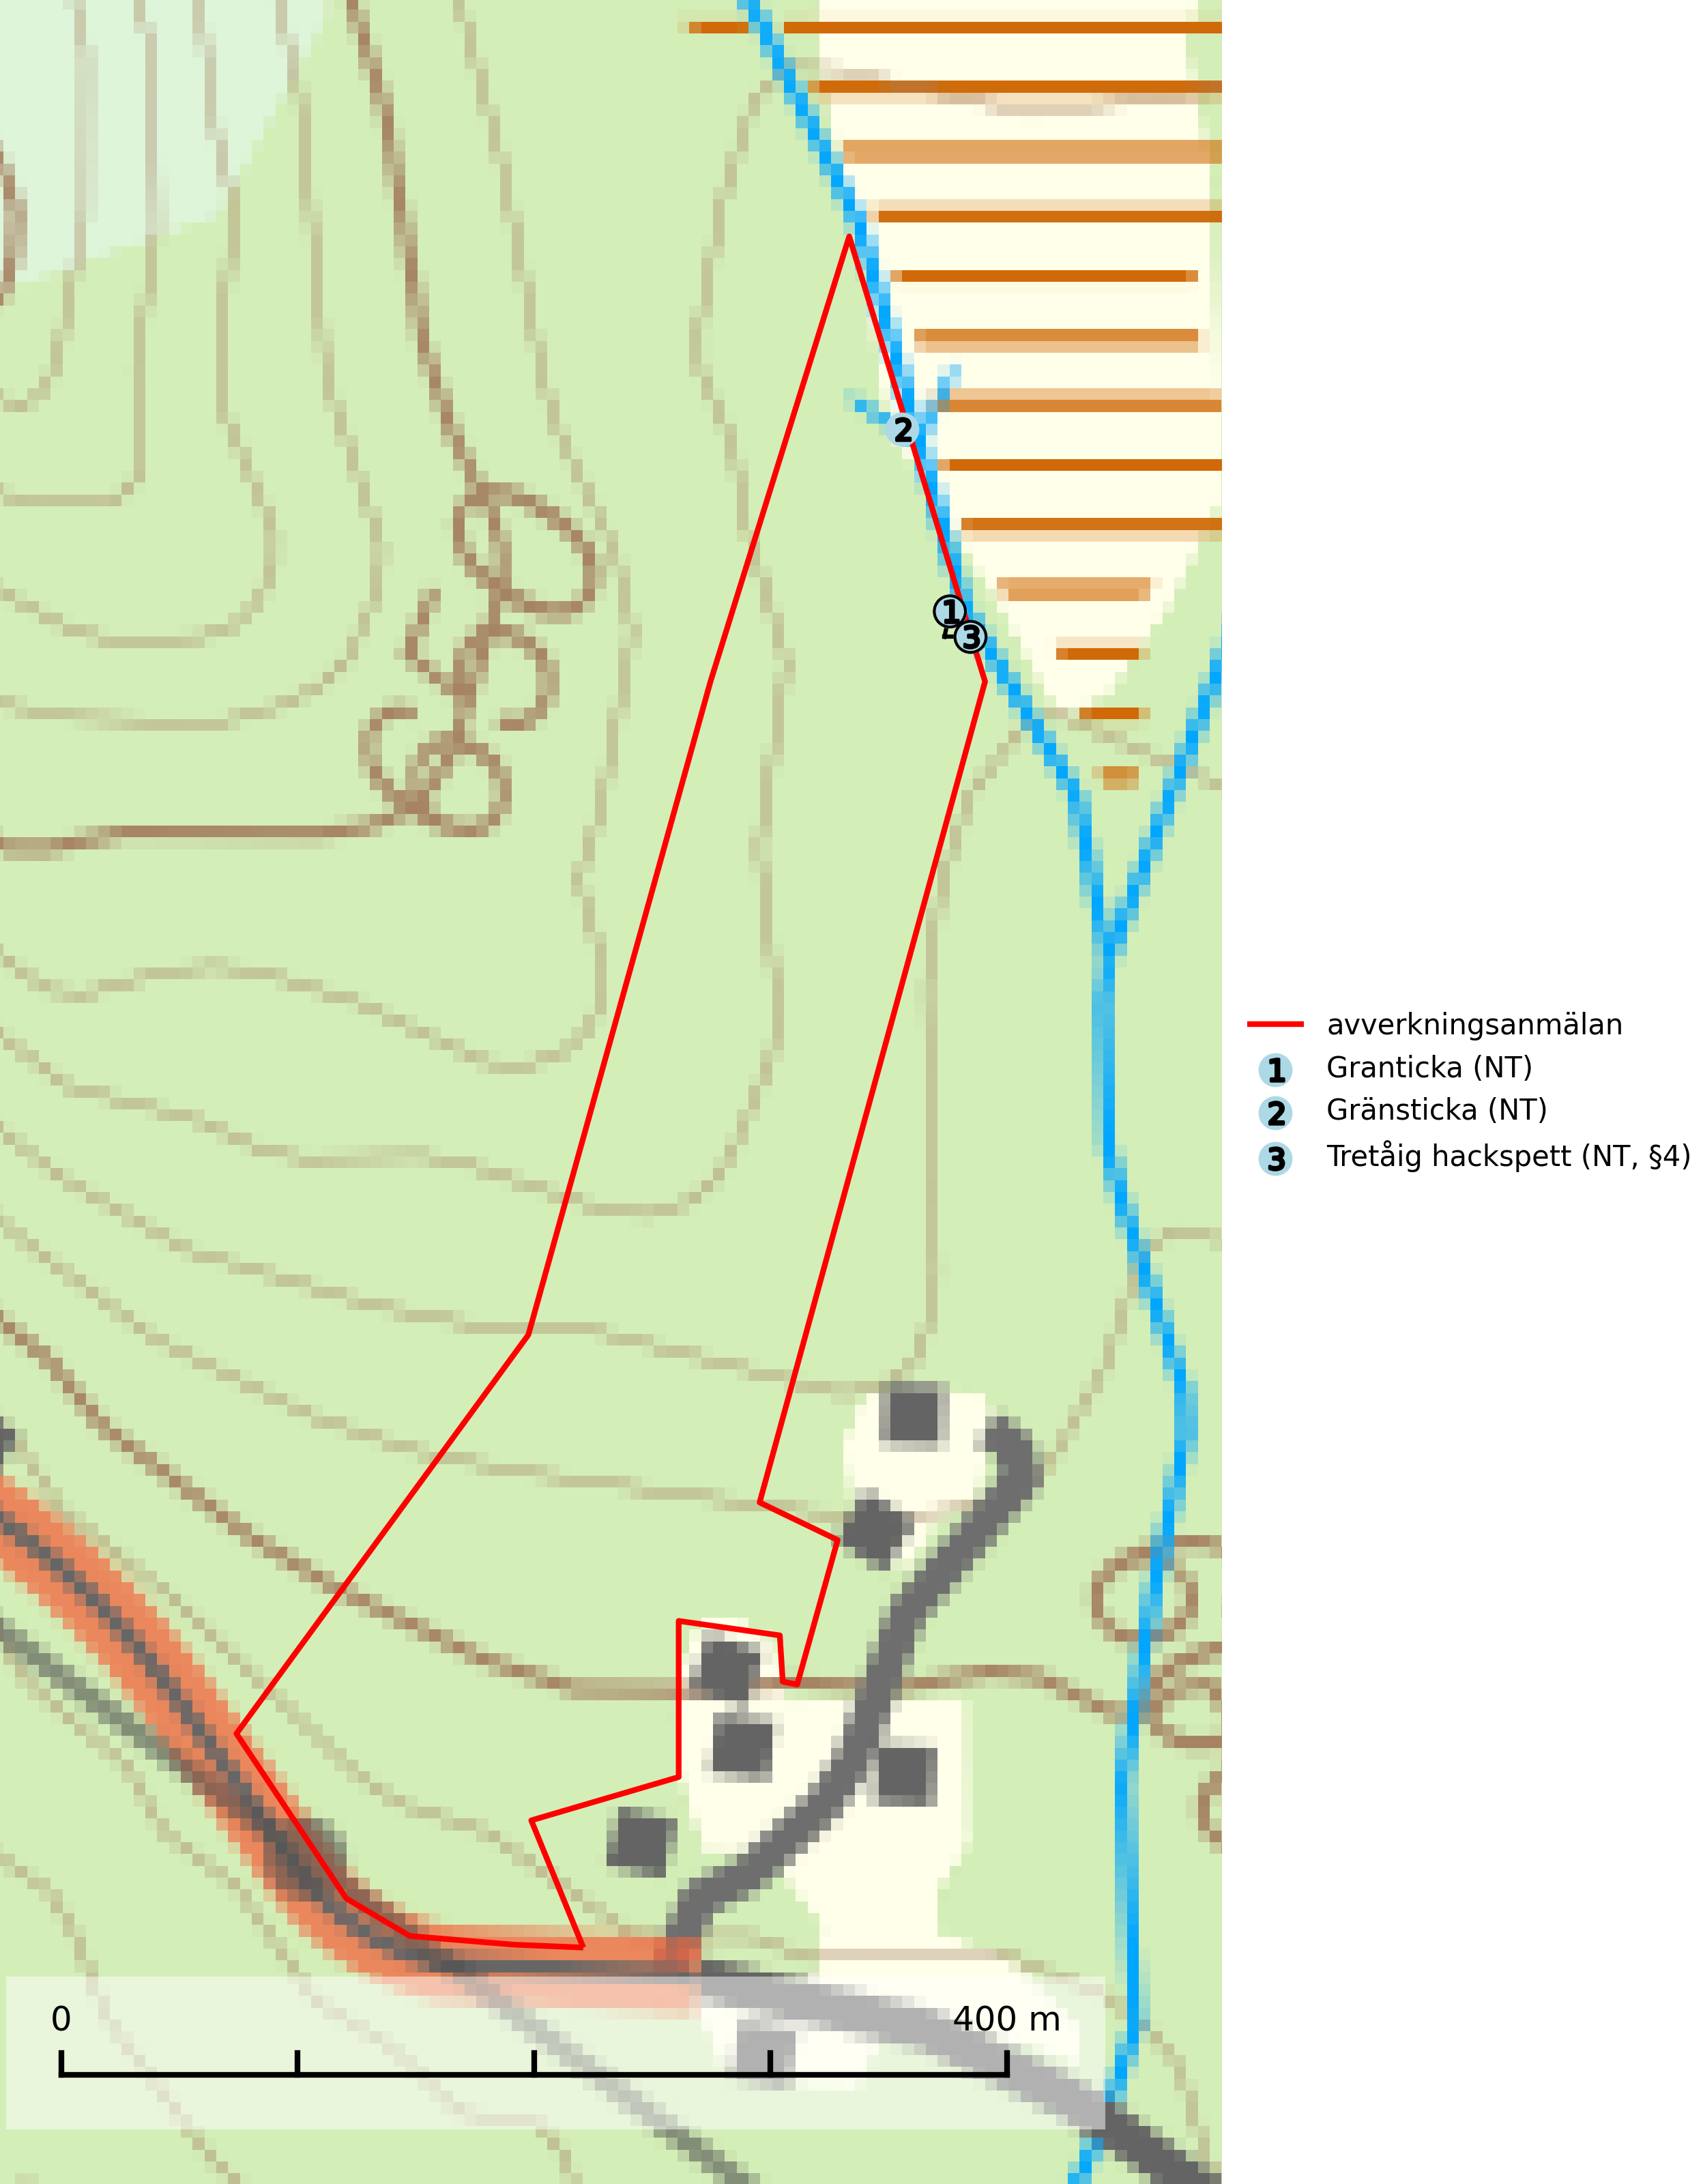 2
1
3
avverkningsanmälan
1 Granticka (NT)
2 Gränsticka (NT)
3 Tretåig hackspett (NT, §4)
0 400 m